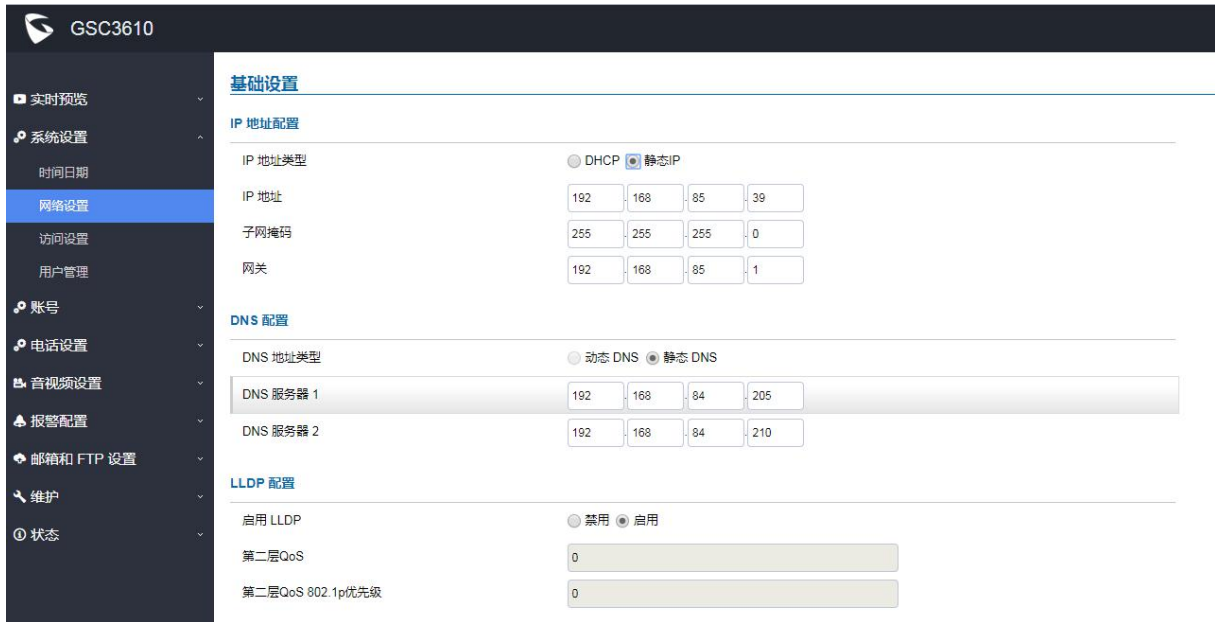 GSC3610
实时预览
系统设置
时间日期
网络设置
访问设置
用户管理
账号
电话设置
音视频设置
报警配置
邮箱和 FTP 设置
维护
状态
基础设置
IP 地址配置
IP 地址类型 DHCP 静态IP
IP 地址 192 . 168 . 85 . 39
子网掩码 255 . 255 . 255 . 0
网关 192 . 168 . 85 . 1
DNS 配置
DNS 地址类型 动态 DNS 静态 DNS
DNS 服务器 1 192 . 168 . 84 . 205
DNS 服务器 2 192 . 168 . 84 . 210
LLDP 配置
启用 LLDP 禁用 启用
第二层QoS 0
第二层QoS 802.1p优先级 0